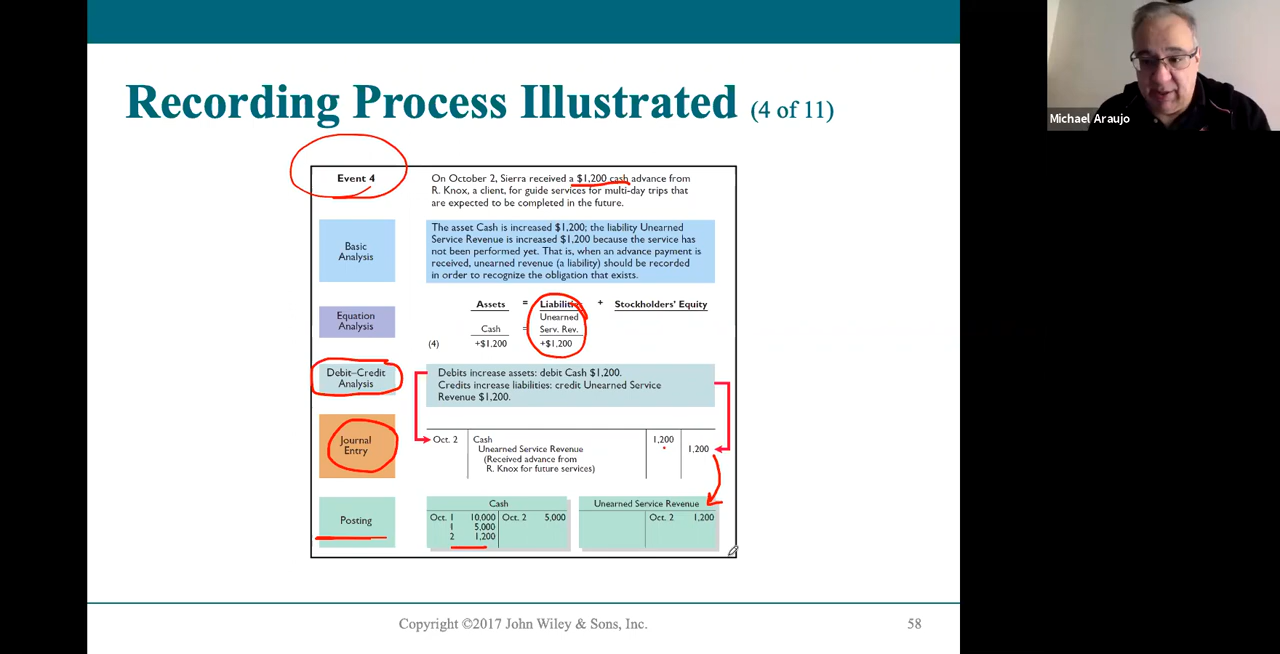 Recording Process Illustrated (4 of 11)
Michael Araujo
Event 4
On October 2, Sierra received a $1,200 cash advance from
R. Knox, a client, for guide services for multi-day trips that
are expected to be completed in the future.
Basic
Analysis
The asset Cash is increased $1,200; the liability Unearned
Service Revenue is increased $1,200 because the service has
not been performed yet. That is, when an advance payment is
received, unearned revenue (a liability) should be recorded
in order to recognize the obligation that exists.
Equation
Analysis
Assets = Liabilities + Stockholders' Equity
Unearned
Cash = Serv. Rev.
(4) +$1,200 +$1,200
Debit–Credit
Analysis
Debits increase assets: debit Cash $1,200.
Credits increase liabilities: credit Unearned Service
Revenue $1,200.
Journal
Entry
Oct. 2 Cash 1,200
Unearned Service Revenue 1,200
(Received advance from
R. Knox for future services)
Posting
Cash
Oct. 1 10,000 Oct. 2 5,000
1 5,000
2 1,200
Unearned Service Revenue
Oct. 2 1,200
Copyright ©2017 John Wiley & Sons, Inc.
58